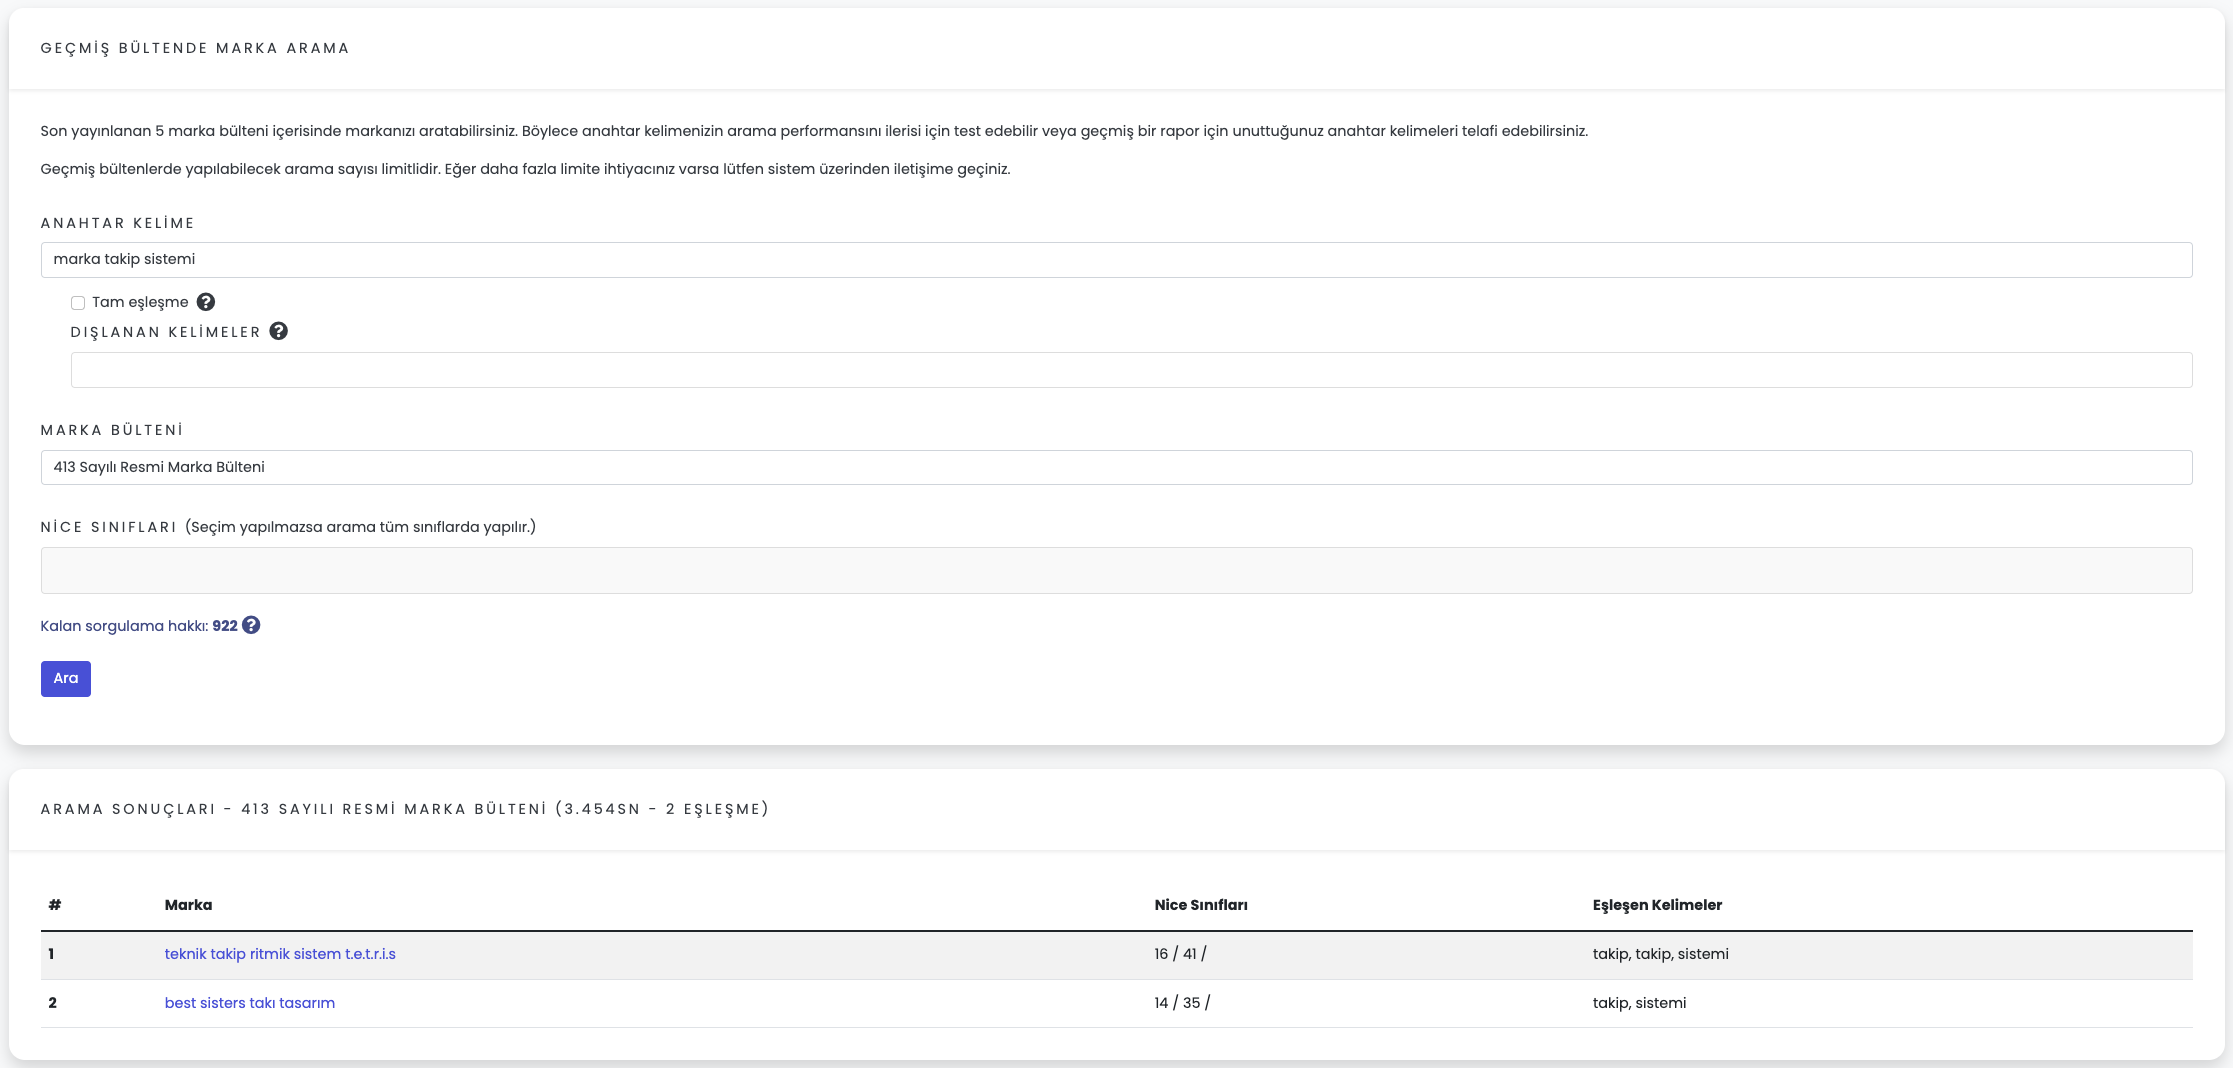 GEÇMİŞ BÜLTENDE MARKA ARAMA
Son yayınlanan 5 marka bülteni içerisinde markanızı aratabilirsiniz. Böylece anahtar kelimenizin arama performansını ilerisi için test edebilir veya geçmiş bir rapor için unuttuğunuz anahtar kelimeleri telafi edebilirsiniz.
Geçmiş bültenlerde yapılabilecek arama sayısı limitlidir. Eğer daha fazla limite ihtiyacınız varsa lütfen sistem üzerinden iletişime geçiniz.
ANAHTAR KELİME
marka takip sistemi
Tam eşleşme ?
DIŞLANAN KELİMELER ?
MARKA BÜLTENİ
413 Sayılı Resmi Marka Bülteni
NİCE SINIFLARI (Seçim yapılmazsa arama tüm sınıflarda yapılır.)
Kalan sorgulama hakkı: 922 ?
Ara
ARAMA SONUÇLARI - 413 SAYILI RESMİ MARKA BÜLTENİ (3.454SN - 2 EŞLEŞME)
# Marka Nice Sınıfları Eşleşen Kelimeler
1 teknik takip ritmik sistem t.e.t.r.i.s 16 / 41 / takip, takip, sistemi
2 best sisters takı tasarım 14 / 35 / takip, sistemi